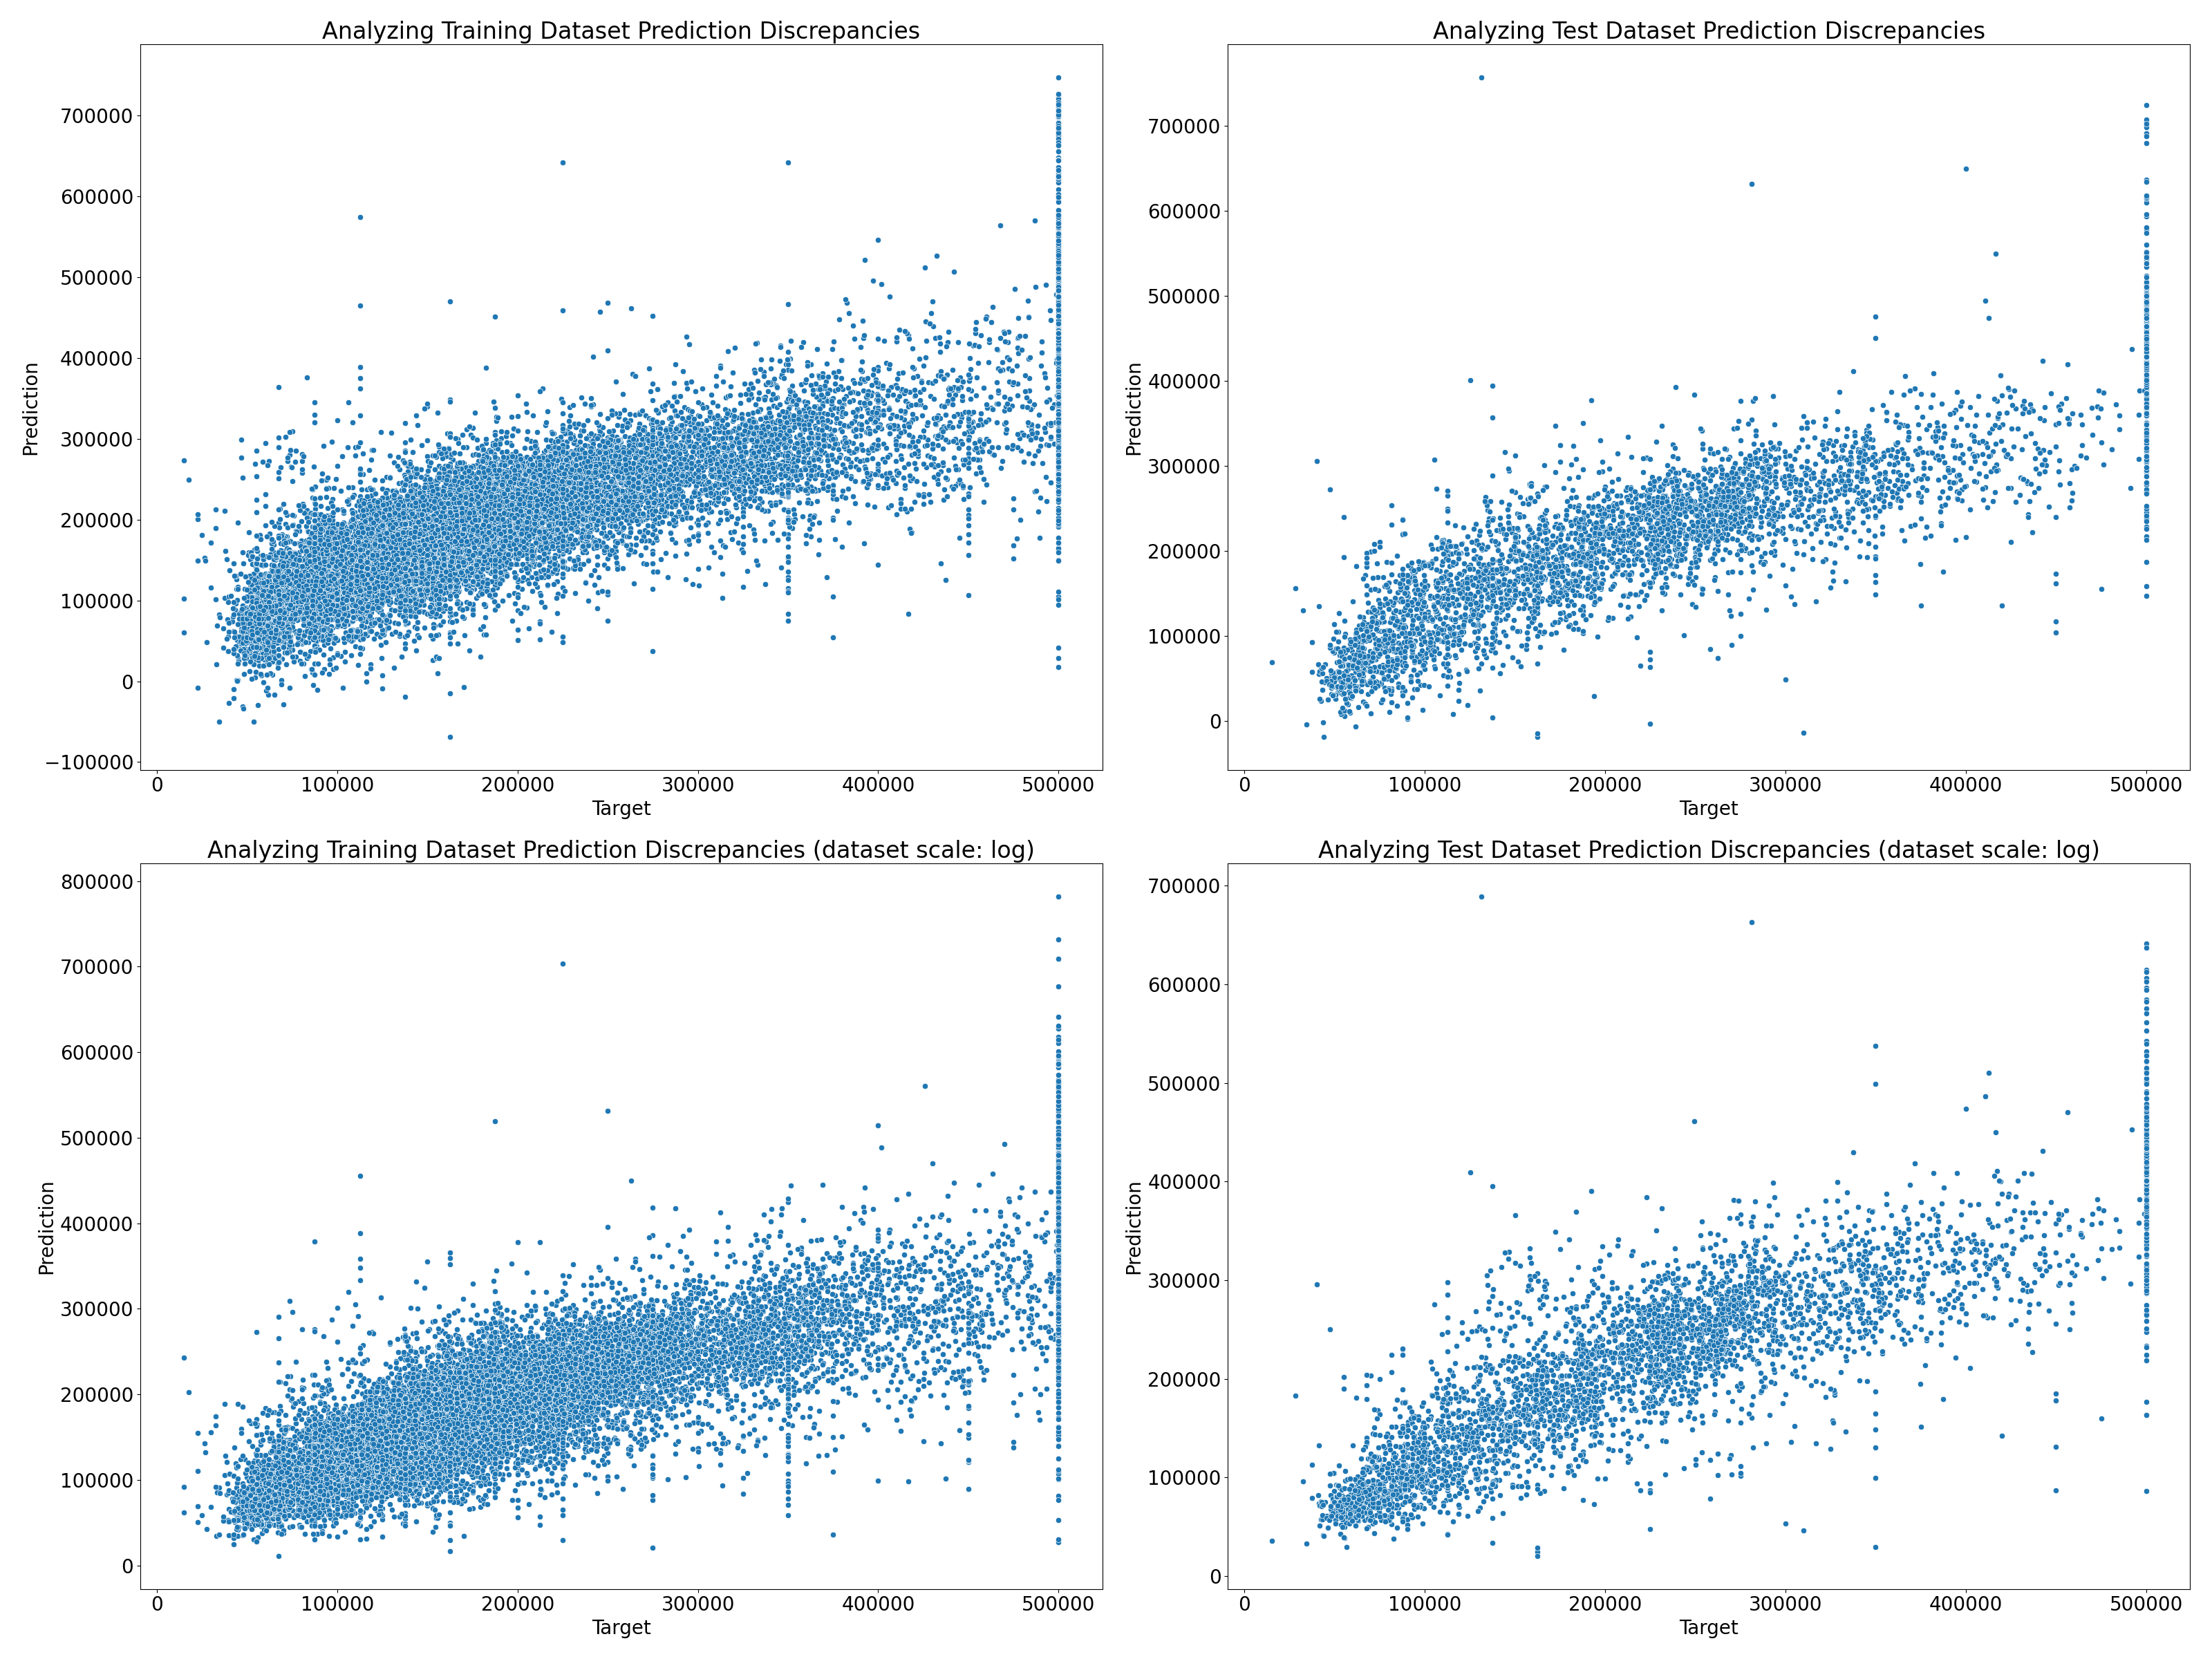 Analyzing Training Dataset Prediction Discrepancies
700000
600000
500000
400000
300000
200000
100000
0
−100000
Prediction
0 100000 200000 300000 400000 500000
Target
Analyzing Test Dataset Prediction Discrepancies
700000
600000
500000
400000
300000
200000
100000
0
Prediction
0 100000 200000 300000 400000 500000
Target
Analyzing Training Dataset Prediction Discrepancies (dataset scale: log)
800000
700000
600000
500000
400000
300000
200000
100000
0
Prediction
0 100000 200000 300000 400000 500000
Target
Analyzing Test Dataset Prediction Discrepancies (dataset scale: log)
700000
600000
500000
400000
300000
200000
100000
0
Prediction
0 100000 200000 300000 400000 500000
Target